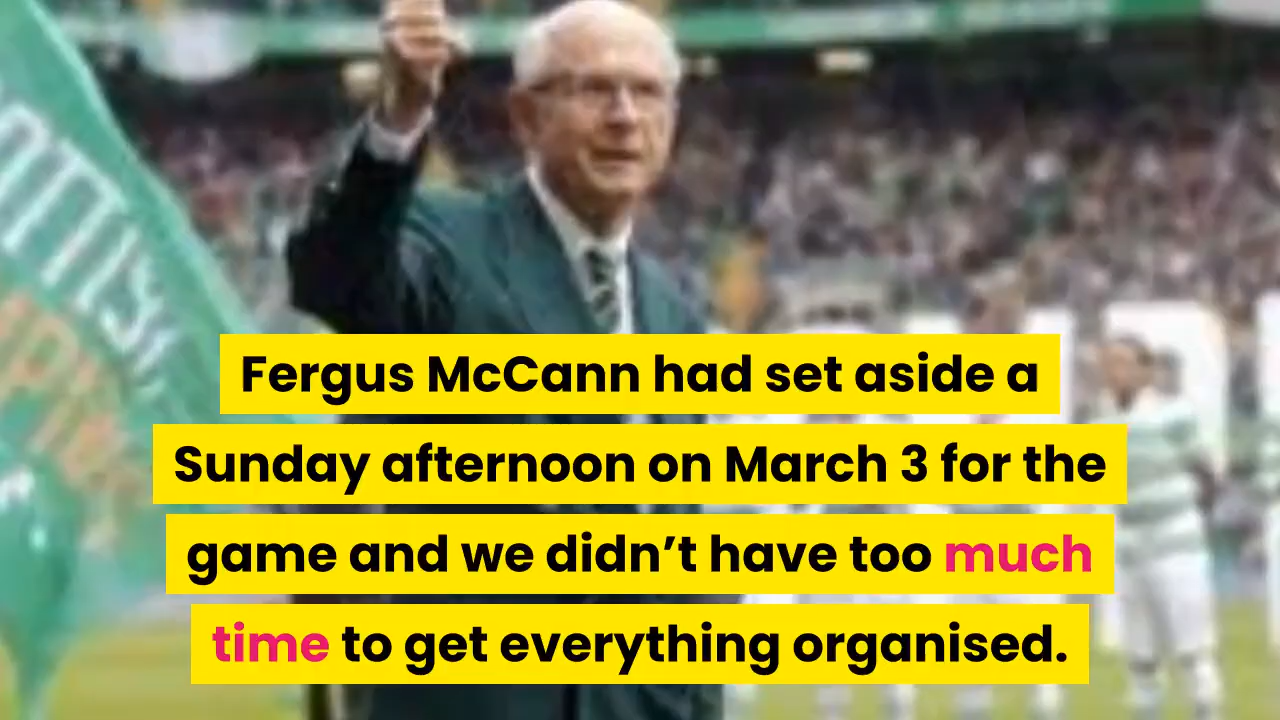 Fergus McCann had set aside a
Sunday afternoon on March 3 for the
game and we didn’t have too much
time to get everything organised.